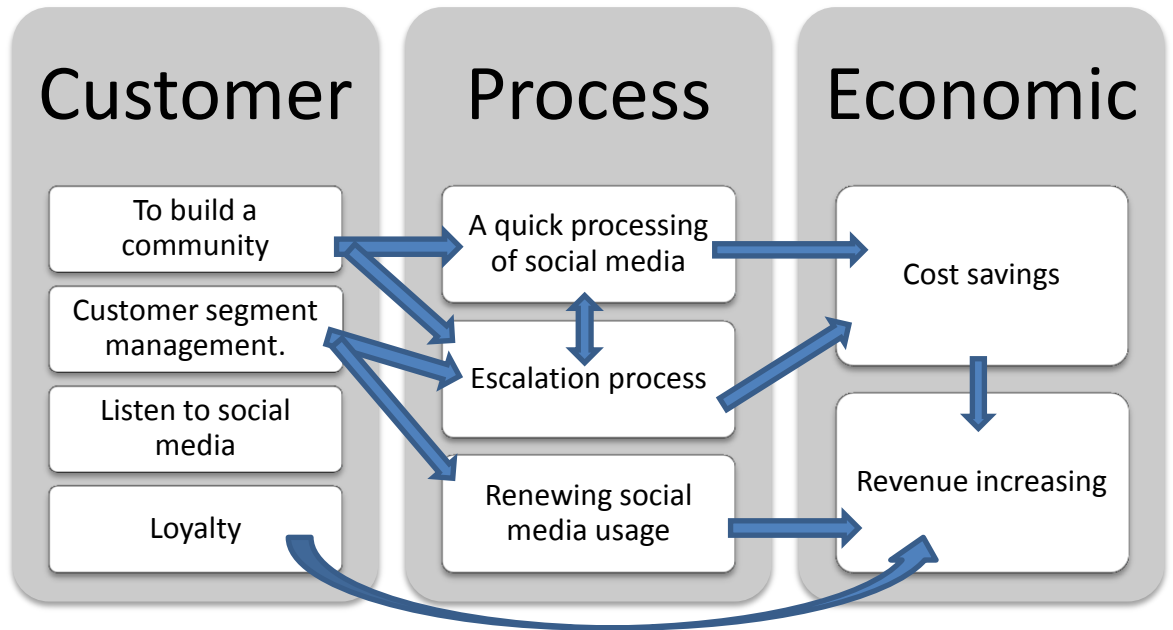 Customer
To build a
community
Customer segment
management.
Listen to social
media
Loyalty
Process
A quick processing
of social media
Escalation process
Renewing social
media usage
Economic
Cost savings
Revenue increasing